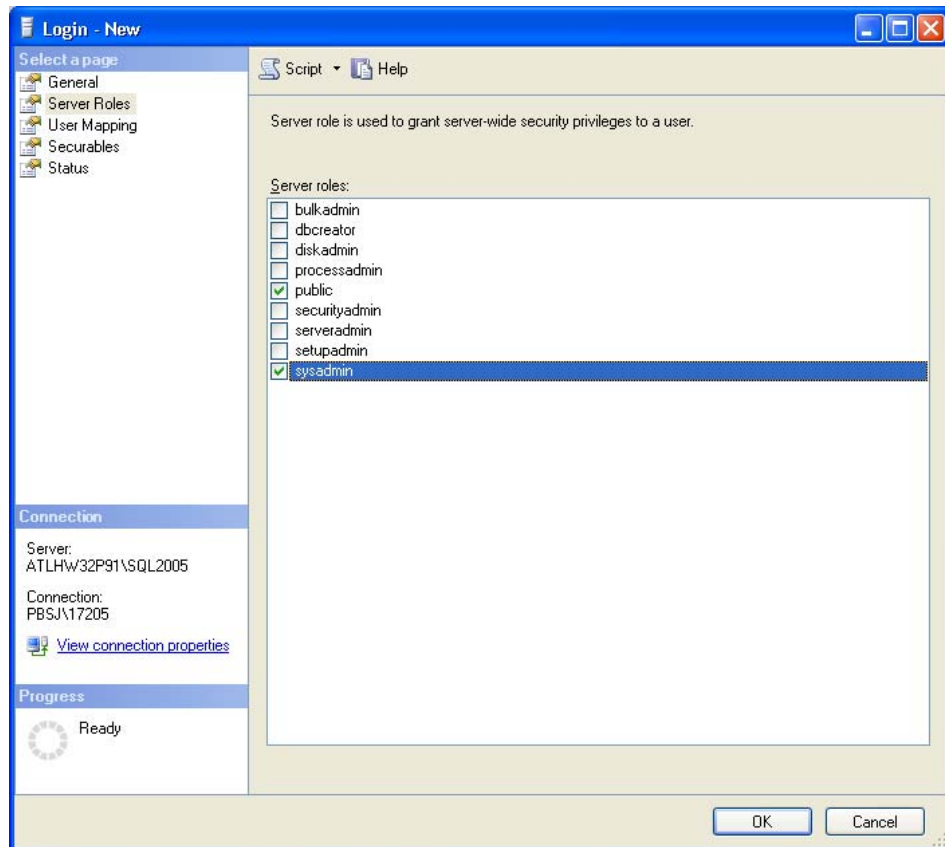 Login - New
Select a page
General
Server Roles
User Mapping
Securables
Status
Script Help
Server role is used to grant server-wide security privileges to a user.
Server roles:
bulkadmin
dbcreator
diskadmin
processadmin
public
securityadmin
serveradmin
setupadmin
sysadmin
Connection
Server:
ATLHW32P91\SQL2005
Connection:
PBSJ\17205
View connection properties
Progress
Ready
OK Cancel